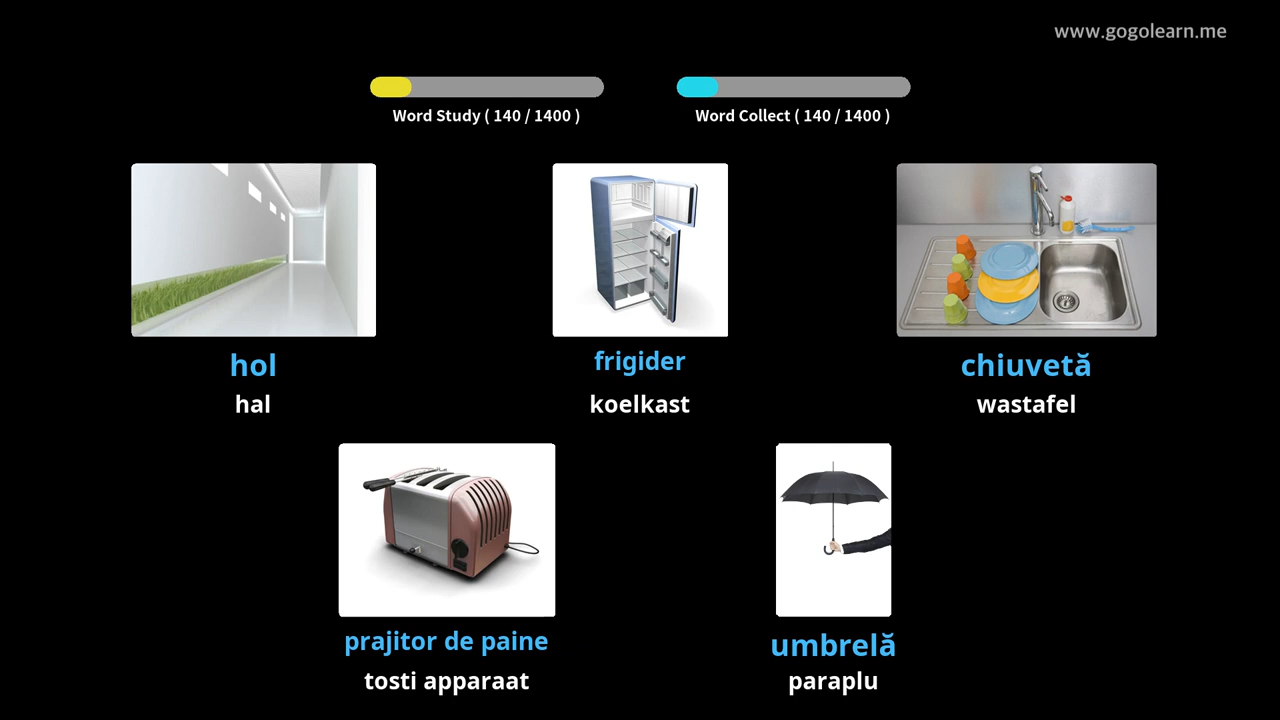 www.gogolearn.me
Word Study ( 140 / 1400 )
Word Collect ( 140 / 1400 )
hol
hal
frigider
koelkast
chiuvetă
wastafel
prajitor de paine
tosti apparaat
umbrelă
paraplu